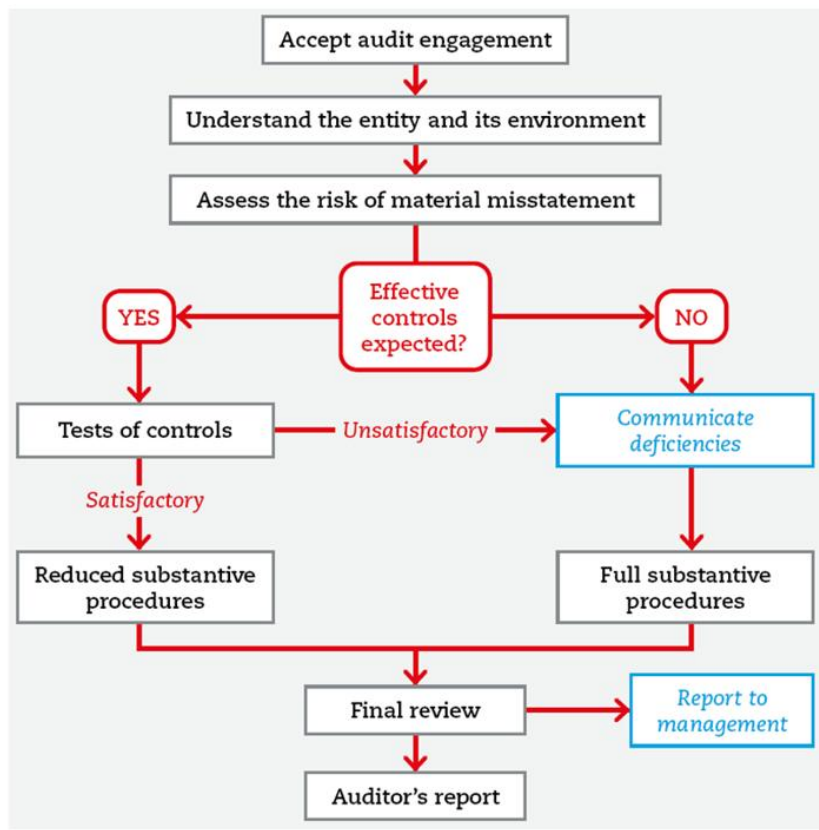 Accept audit engagement
Understand the entity and its environment
Assess the risk of material misstatement
Effective
controls
expected?
YES
NO
Tests of controls
Unsatisfactory
Communicate
deficiencies
Satisfactory
Reduced substantive
procedures
Full substantive
procedures
Final review
Report to
management
Auditor's report